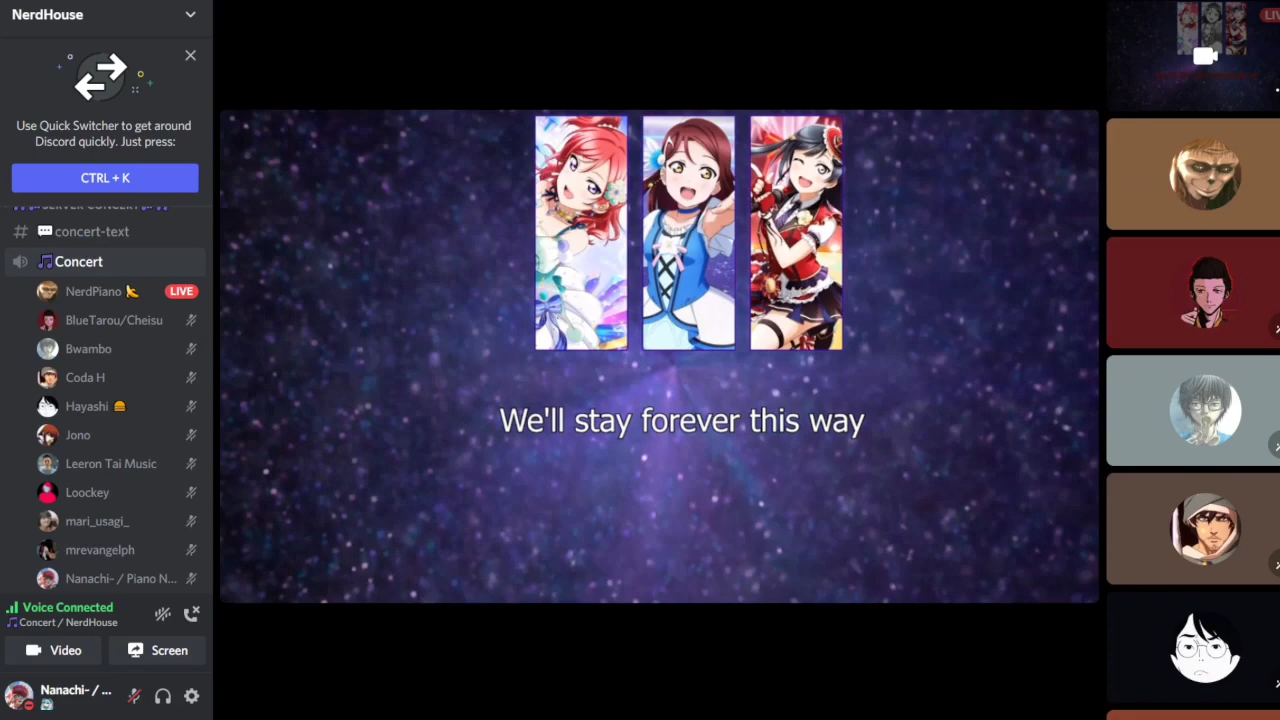 NerdHouse
Use Quick Switcher to get around
Discord quickly. Just press:
CTRL + K
SERVER CONCERT
# concert-text
Concert
NerdPiano
LIVE
BlueTarou/Cheisu
Bwambo
Coda H
Hayashi
Jono
Leeron Tai Music
Loockey
mari_usagi_
mrevangelph
Nanachi- / Piano N...
Voice Connected
Concert / NerdHouse
Video
Screen
Nanachi- / ...
We'll stay forever this way